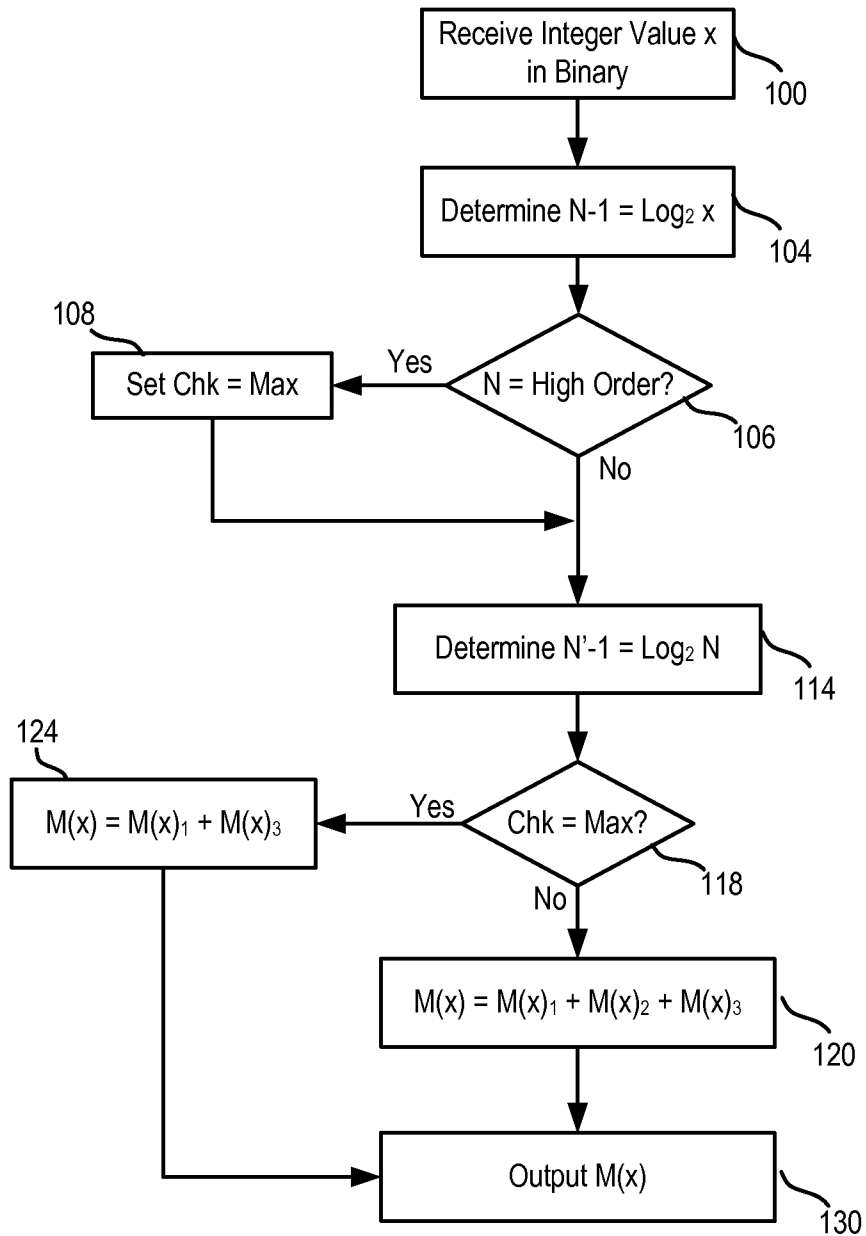 Receive Integer Value x
in Binary
100
Determine N-1 = Log₂ x
104
108
Set Chk = Max
Yes
N = High Order?
106
No
Determine N’-1 = Log₂ N
114
124
M(x) = M(x)₁ + M(x)₃
Yes
Chk = Max?
118
No
M(x) = M(x)₁ + M(x)₂ + M(x)₃
120
Output M(x)
130